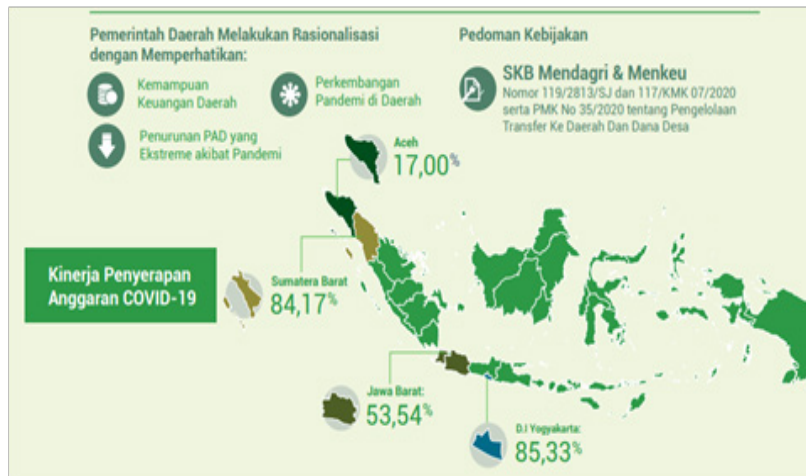 Pemerintah Daerah Melakukan Rasionalisasi
dengan Memperhatikan:
Kemampuan
Keuangan Daerah
Perkembangan
Pandemi di Daerah
Penurunan PAD yang
Ekstreme akibat Pandemi
Pedoman Kebijakan
SKB Mendagri & Menkeu
Nomor 119/2813/SJ dan 117/KMK 07/2020
serta PMK No 35/2020 tentang Pengelolaan
Transfer Ke Daerah Dan Dana Desa
Aceh
17,00%
Kinerja Penyerapan
Anggaran COVID-19
Sumatera Barat
84,17%
Jawa Barat:
53,54%
D.I Yogyakarta:
85,33%